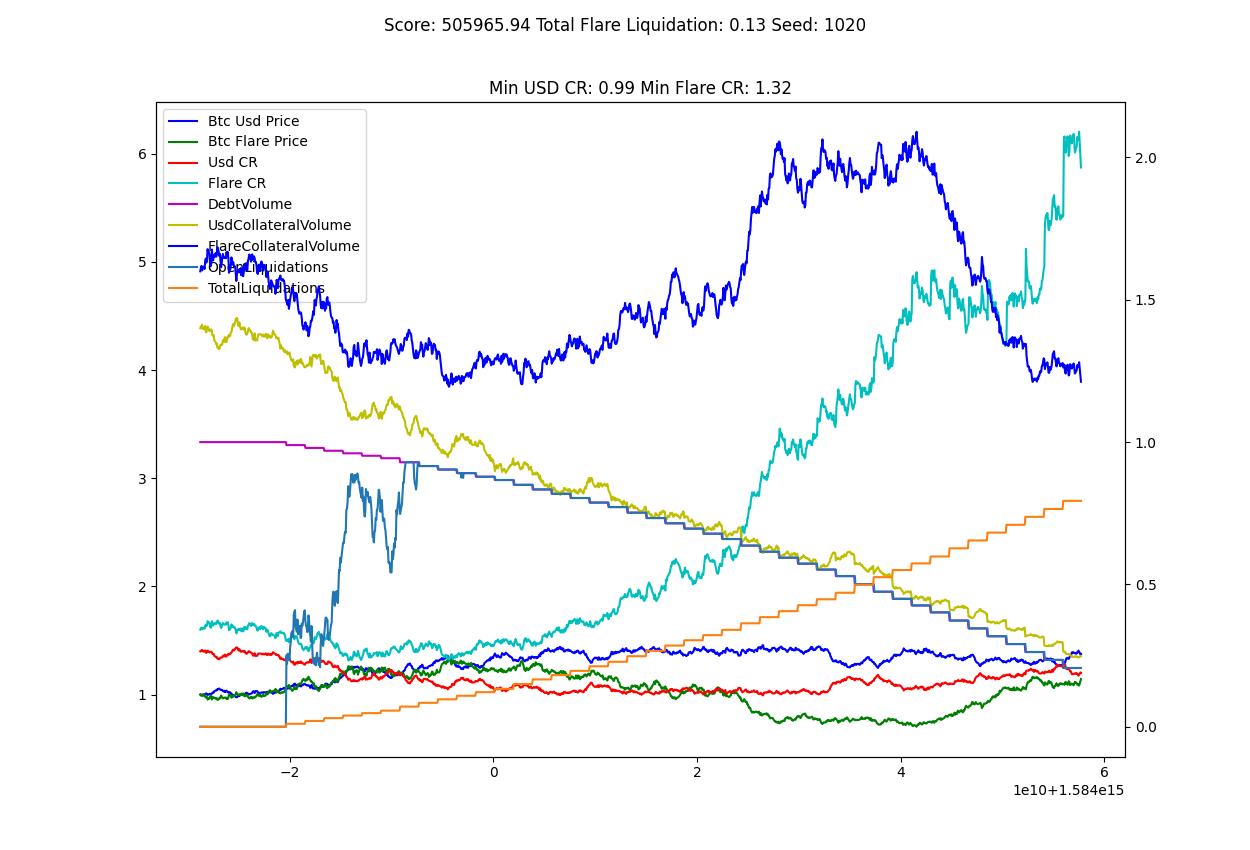 Score: 505965.94 Total Flare Liquidation: 0.13 Seed: 1020
Min USD CR: 0.99 Min Flare CR: 1.32
Btc Usd Price
Btc Flare Price
Usd CR
Flare CR
DebtVolume
UsdCollateralVolume
FlareCollateralVolume
OpenLiquidations
TotalLiquidations
6
5
4
3
2
1
2.0
1.5
1.0
0.5
0.0
−2
0
2
4
6
1e10+1.584e15